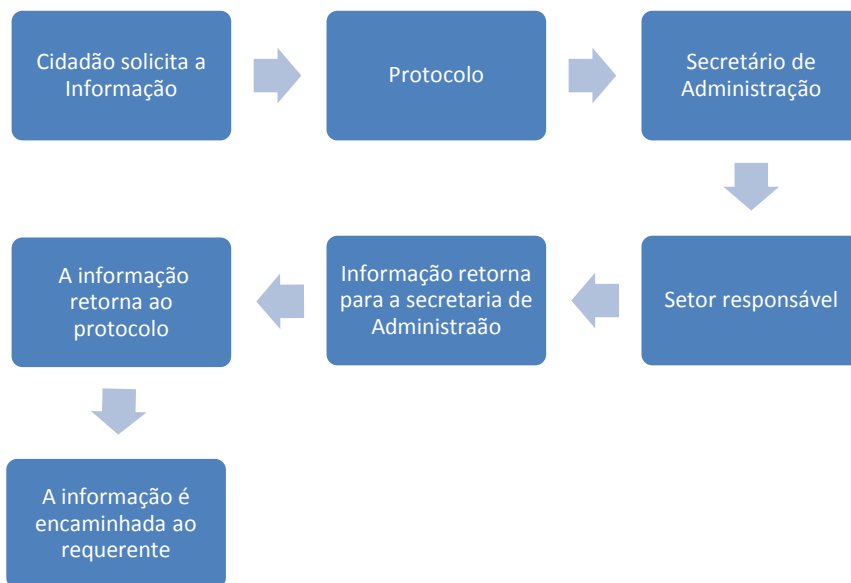 Cidadão solicita a
Informação
Protocolo
Secretário de
Administração
Setor responsável
Informação retorna
para a secretaria de
Administraão
A informação
retorna ao
protocolo
A informação é
encaminhada ao
requerente